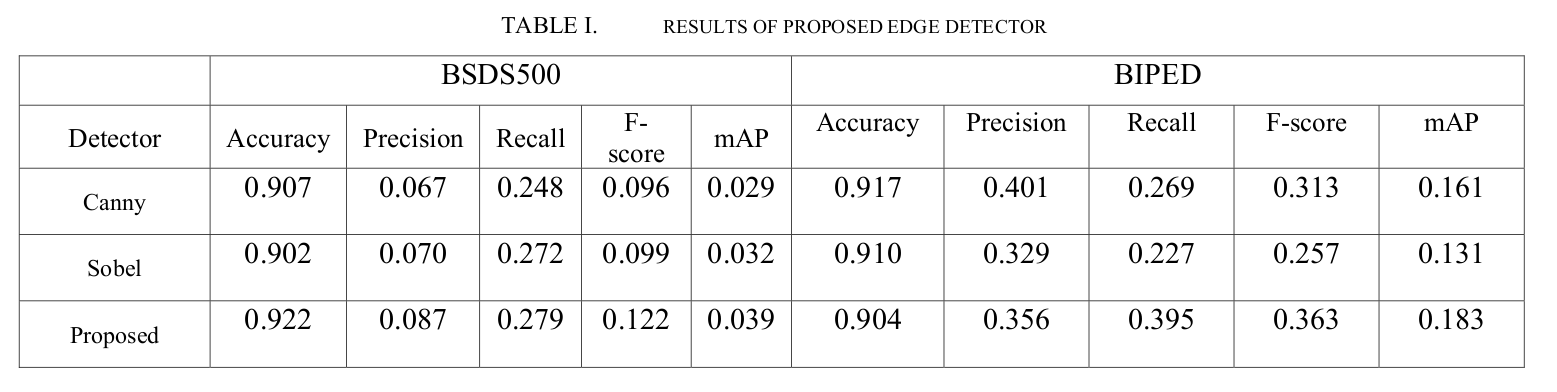 TABLE I. RESULTS OF PROPOSED EDGE DETECTOR
BSDS500 BIPED
Detector Accuracy Precision Recall F-score mAP Accuracy Precision Recall F-score mAP
Canny 0.907 0.067 0.248 0.096 0.029 0.917 0.401 0.269 0.313 0.161
Sobel 0.902 0.070 0.272 0.099 0.032 0.910 0.329 0.227 0.257 0.131
Proposed 0.922 0.087 0.279 0.122 0.039 0.904 0.356 0.395 0.363 0.183